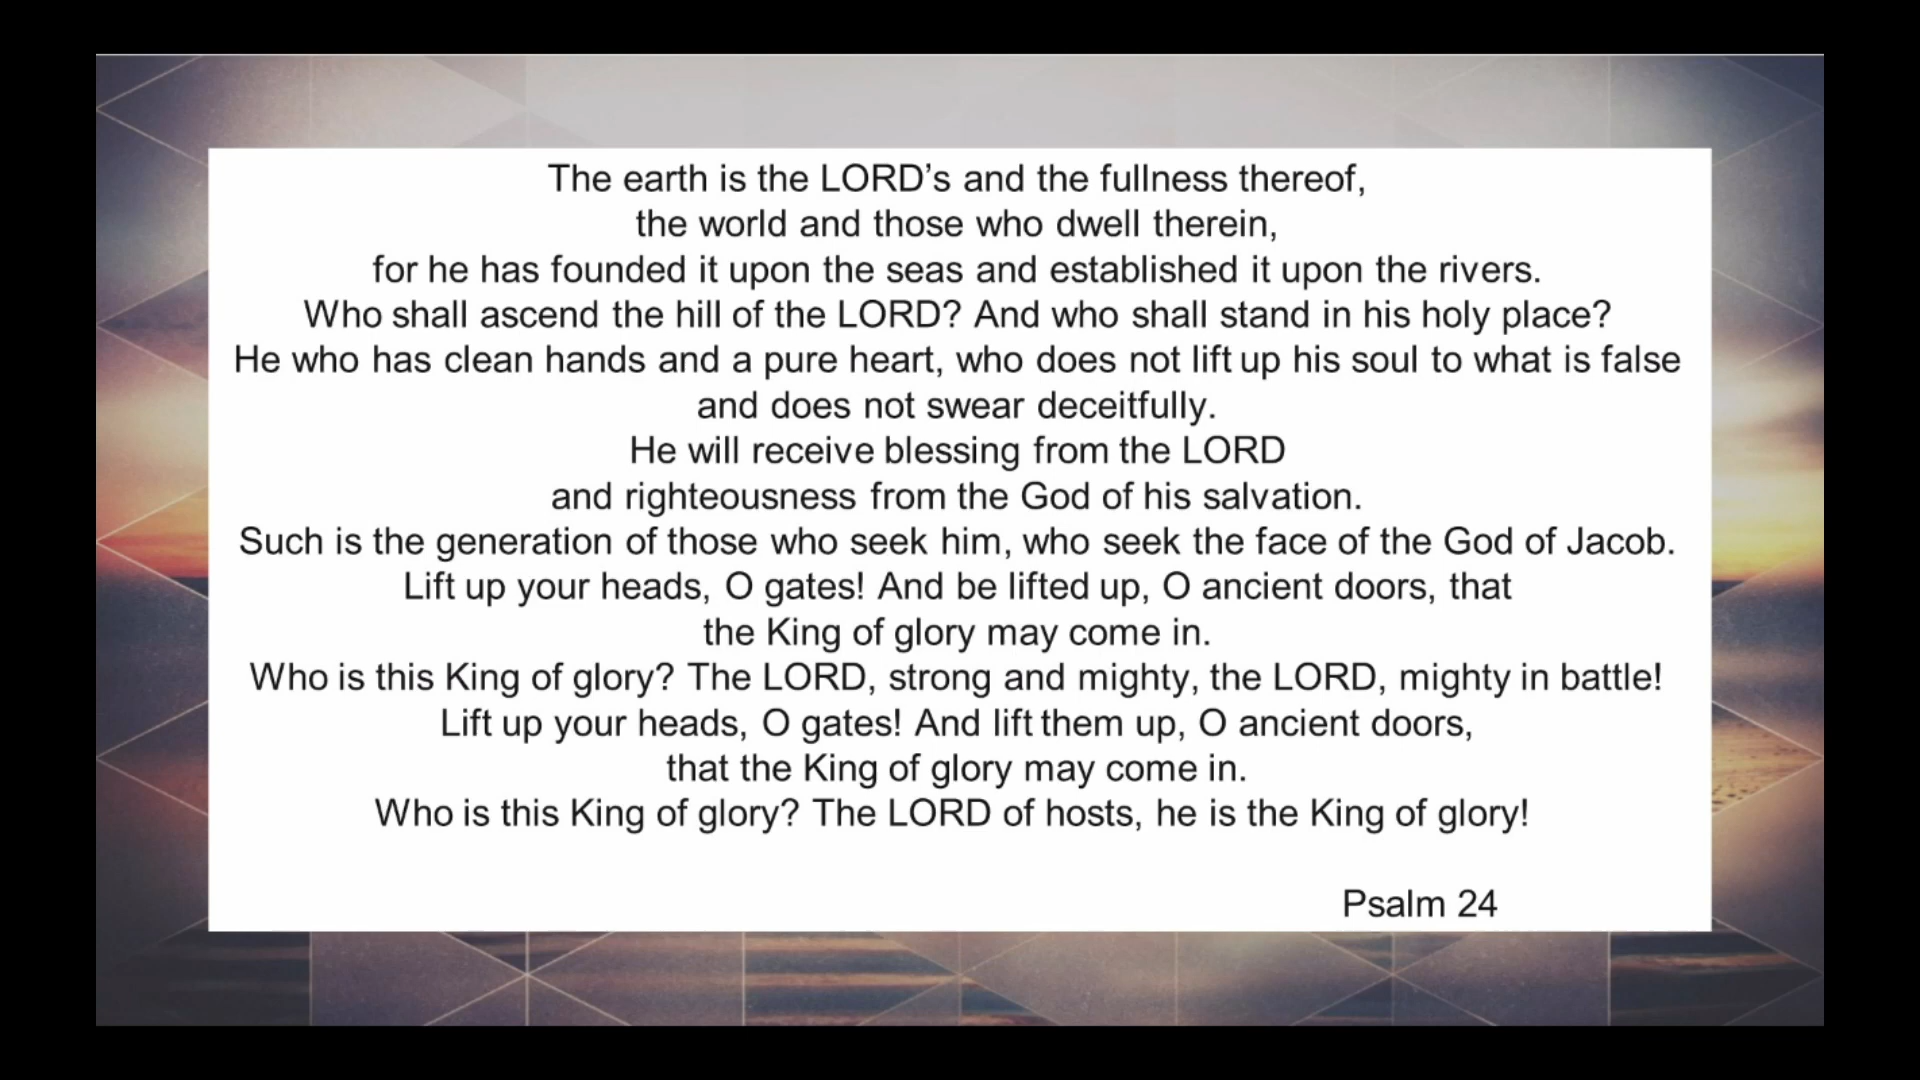 The earth is the LORD’s and the fullness thereof,
the world and those who dwell therein,
for he has founded it upon the seas and established it upon the rivers.
Who shall ascend the hill of the LORD? And who shall stand in his holy place?
He who has clean hands and a pure heart, who does not lift up his soul to what is false
and does not swear deceitfully.
He will receive blessing from the LORD
and righteousness from the God of his salvation.
Such is the generation of those who seek him, who seek the face of the God of Jacob.
Lift up your heads, O gates! And be lifted up, O ancient doors, that
the King of glory may come in.
Who is this King of glory? The LORD, strong and mighty, the LORD, mighty in battle!
Lift up your heads, O gates! And lift them up, O ancient doors,
that the King of glory may come in.
Who is this King of glory? The LORD of hosts, he is the King of glory!
Psalm 24